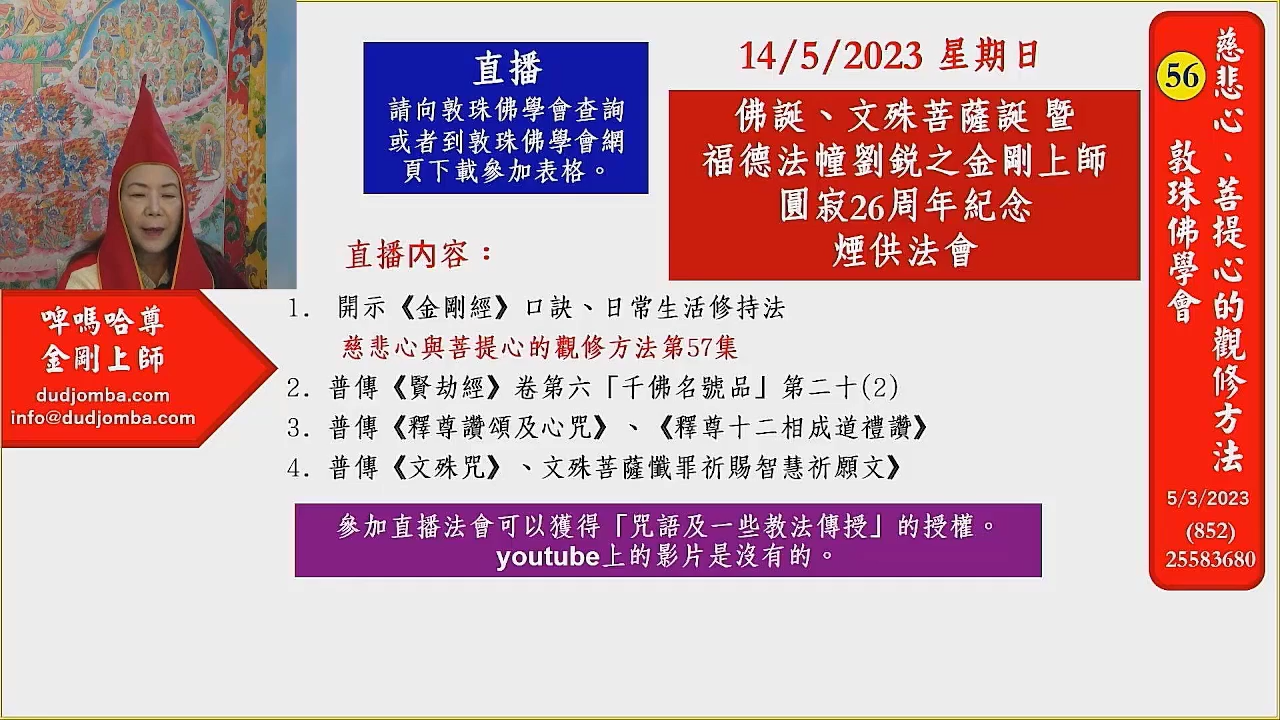 直播
請向敦珠佛學會查詢
或者到敦珠佛學會網
頁下載參加表格。
14/5/2023 星期日
佛誕、文殊菩薩誕 暨
福德法幢劉銳之金剛上師
圓寂26周年紀念
煙供法會
直播内容：
1. 開示《金剛經》口訣、日常生活修持法
慈悲心與菩提心的觀修方法第57集
2. 普傳《賢劫經》卷第六「千佛名號品」第二十(2)
3. 普傳《釋尊讚頌及心咒》、《釋尊十二相成道禮讚》
4. 普傳《文殊咒》、文殊菩薩懺罪祈賜智慧祈願文》
參加直播法會可以獲得「咒語及一些教法傳授」的授權。
youtube上的影片是沒有的。
啤嗎哈尊
金剛上師
dudjomba.com
info@dudjomba.com
慈悲心、菩提心的觀修方法
56
敦珠佛學會
5/3/2023
(852)
25583680